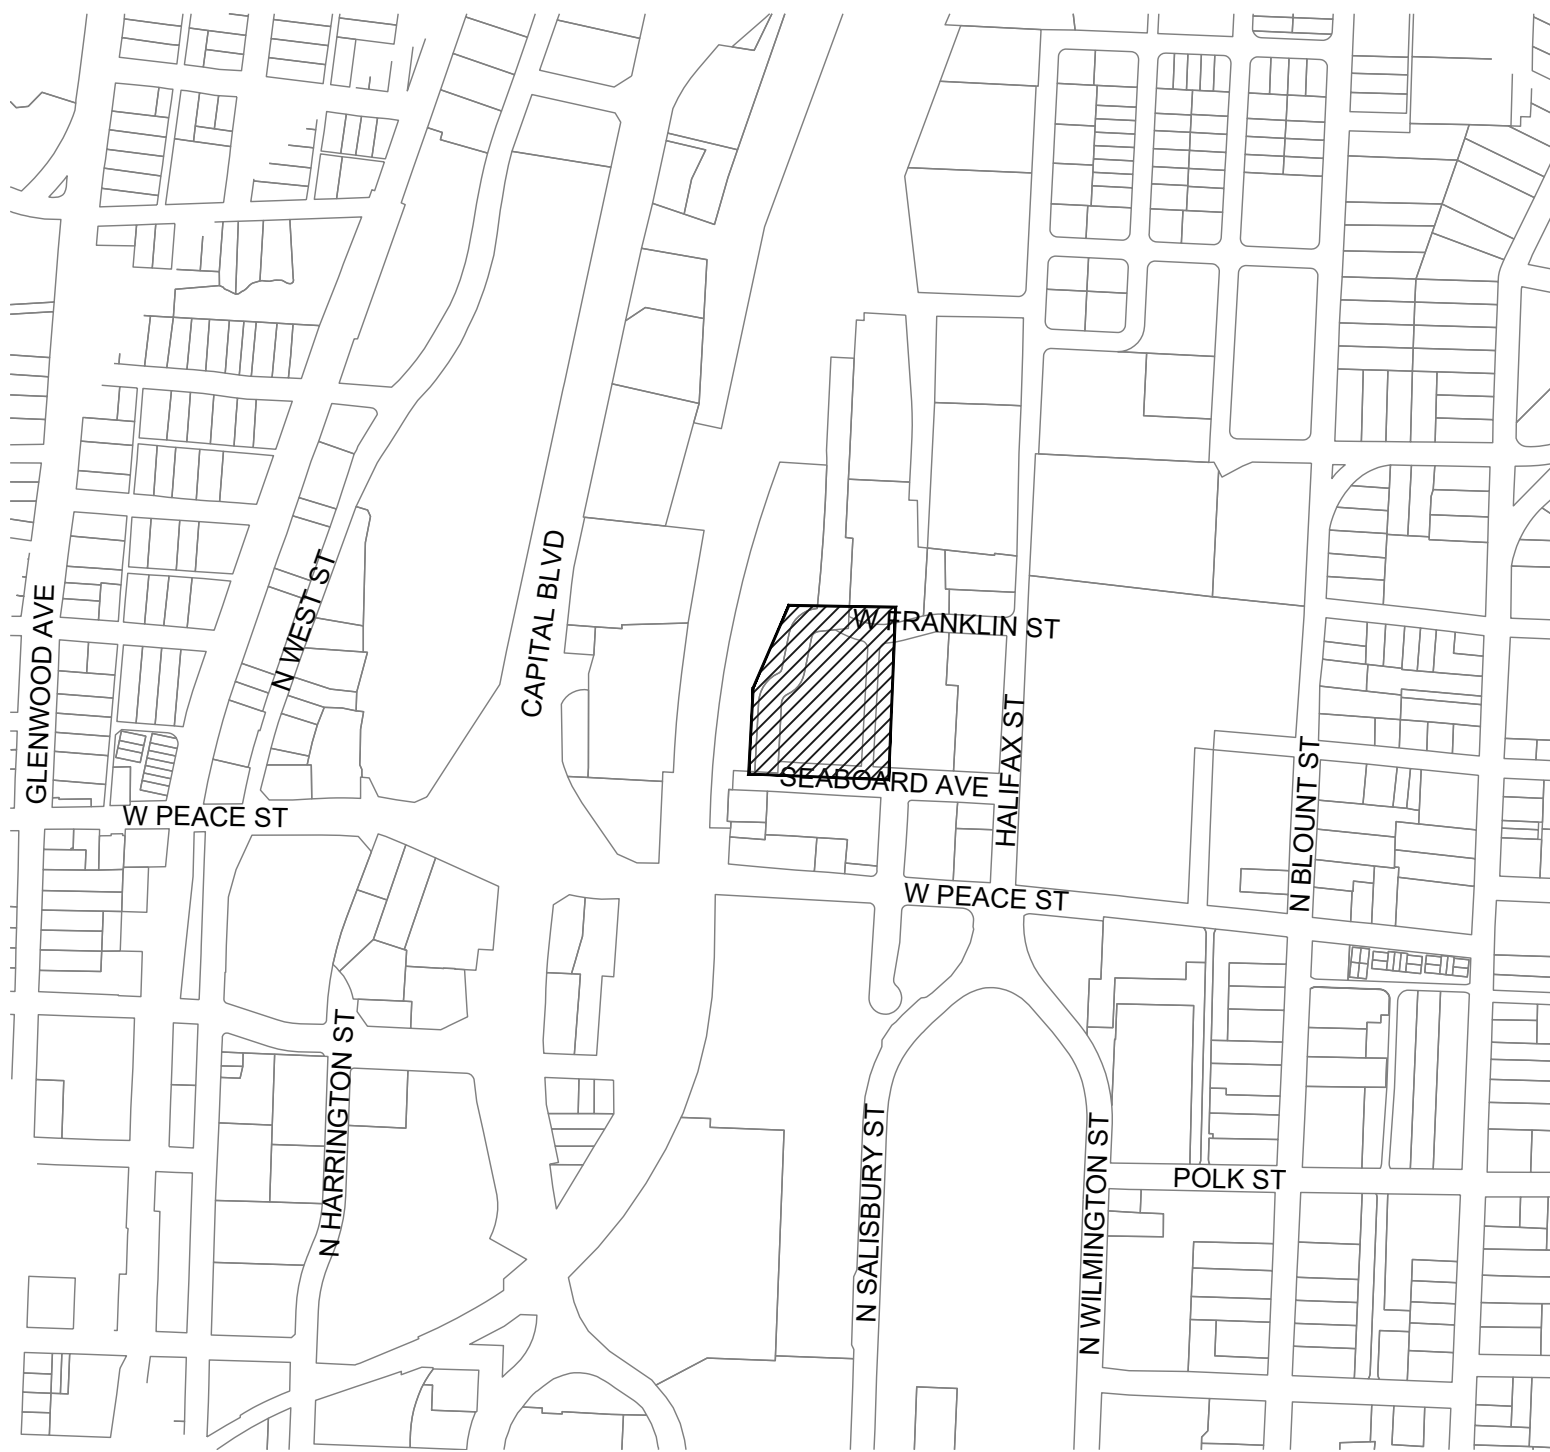 CAPITAL BLVD
N WEST ST
GLENWOOD AVE
W FRANKLIN ST
HALIFAX ST
N BLOUNT ST
SEABOARD AVE
W PEACE ST
W PEACE ST
N HARRINGTON ST
N SALISBURY ST
N WILMINGTON ST
POLK ST